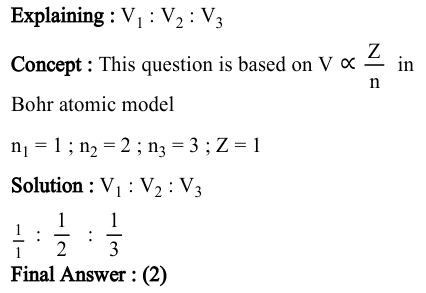 Explaining : V₁ : V₂ : V₃
Concept : This question is based on V ∝ Z/n in
Bohr atomic model
n₁ = 1 ; n₂ = 2 ; n₃ = 3 ; Z = 1
Solution : V₁ : V₂ : V₃
1/1 : 1/2 : 1/3
Final Answer : (2)